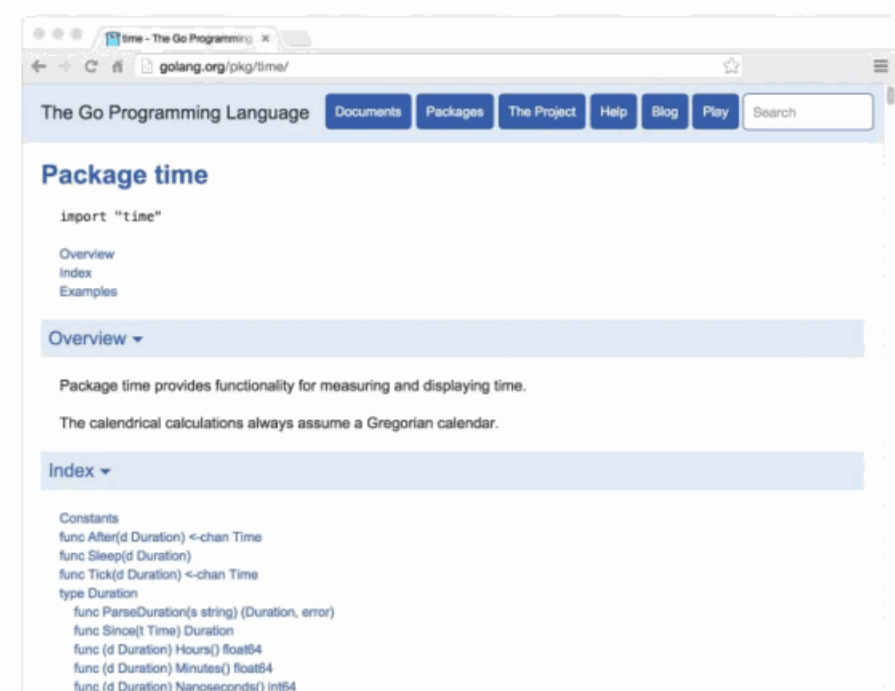 time - The Go Programming
golang.org/pkg/time/
The Go Programming Language Documents Packages The Project Help Blog Play Search
Package time
import "time"
Overview
Index
Examples
Overview
Package time provides functionality for measuring and displaying time.
The calendrical calculations always assume a Gregorian calendar.
Index
Constants
func After(d Duration) <-chan Time
func Sleep(d Duration)
func Tick(d Duration) <-chan Time
type Duration
func ParseDuration(s string) (Duration, error)
func Since(t Time) Duration
func (d Duration) Hours() float64
func (d Duration) Minutes() float64
func (d Duration) Nanoseconds() int64